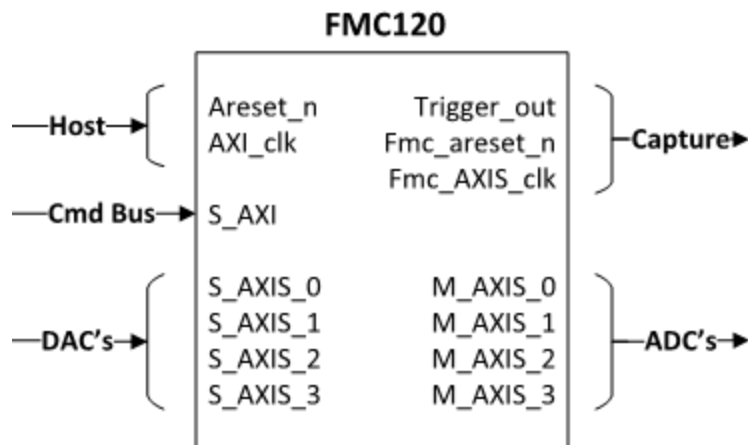 FMC120
Areset_n Trigger_out
Host AXI_clk Fmc_areset_n Capture
Fmc_AXIS_clk
Cmd Bus S_AXI
S_AXIS_0 M_AXIS_0
S_AXIS_1 M_AXIS_1
DAC's ADC's
S_AXIS_2 M_AXIS_2
S_AXIS_3 M_AXIS_3